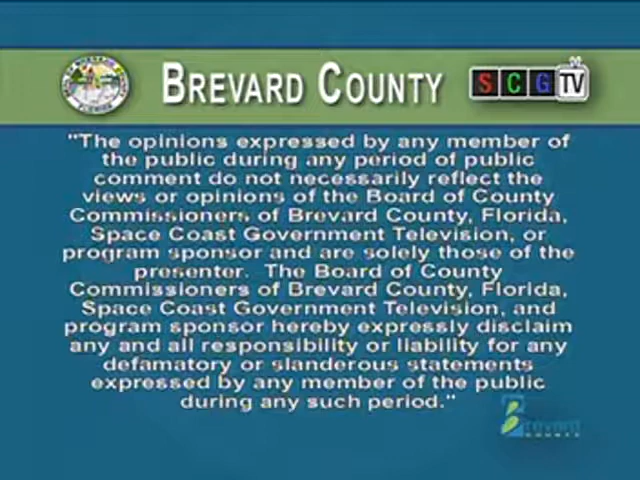 BREVARD COUNTY
SCGTV
"The opinions expressed by any member of
the public during any period of public
comment do not necessarily reflect the
views or opinions of the Board of County
Commissioners of Brevard County, Florida,
Space Coast Government Television, or
program sponsor and are solely those of the
presenter. The Board of County
Commissioners of Brevard County, Florida,
Space Coast Government Television, and
program sponsor hereby expressly disclaim
any and all responsibility or liability for any
defamatory or slanderous statements
expressed by any member of the public
during any such period."
Brevard
COUNTY